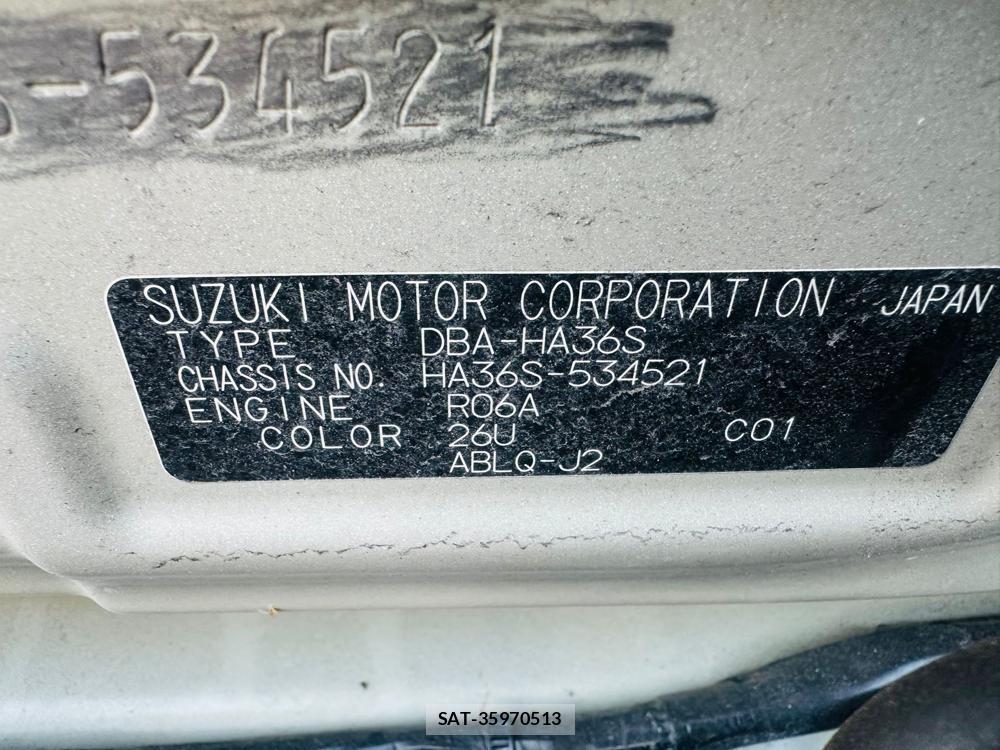 S-534521
SUZUKI MOTOR CORPORATION JAPAN
TYPE DBA-HA36S
CHASSIS NO. HA36S-534521
ENGINE R06A
COLOR 26U C01
ABLQ-J2
SAT-35970513